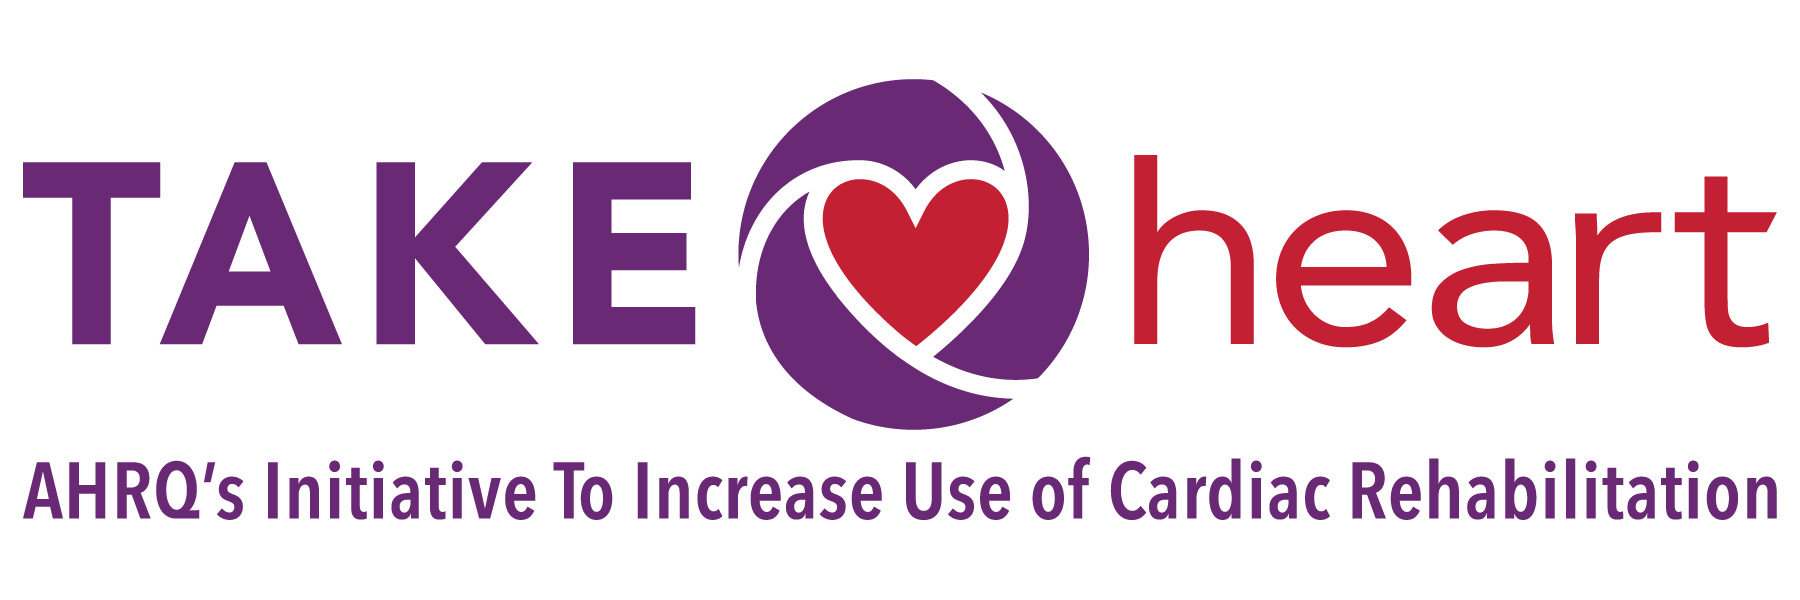 TAKE heart
AHRQ‘s Initiative To Increase Use of Cardiac Rehabilitation